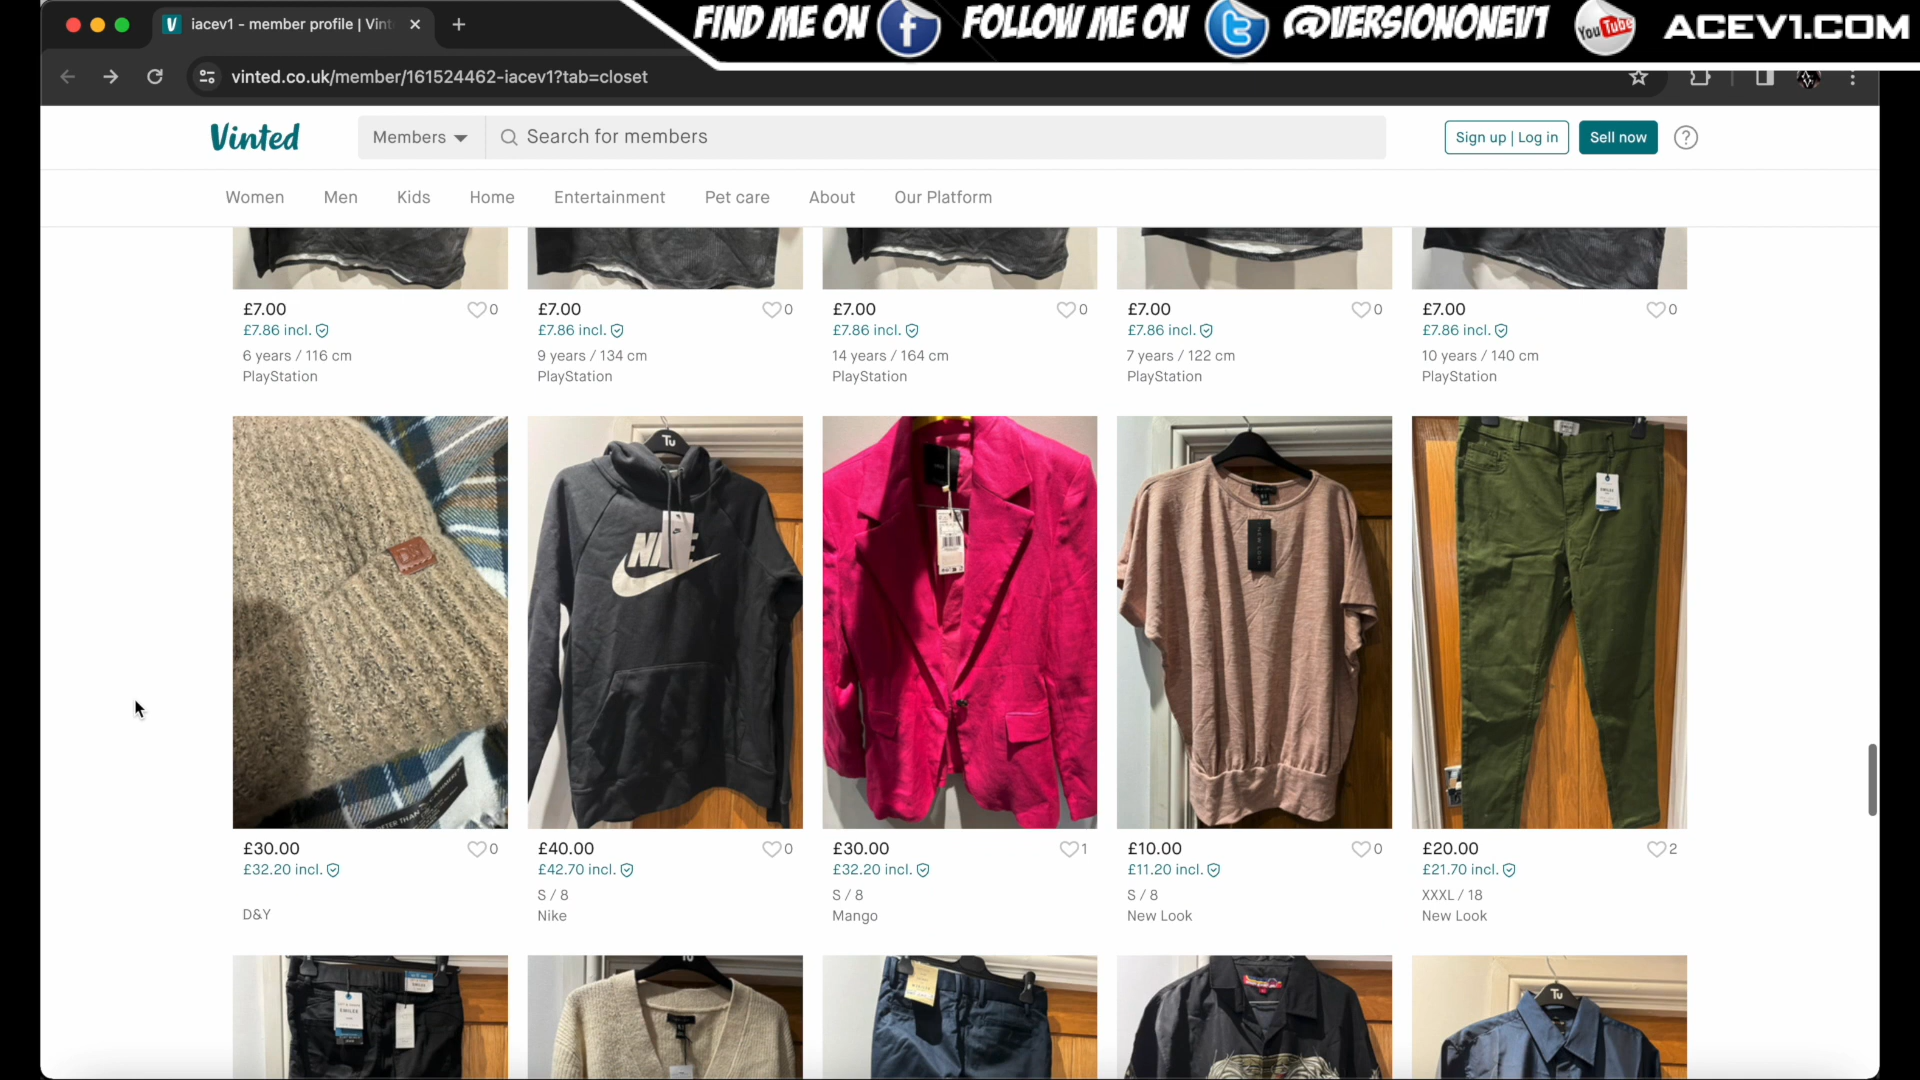 iacev1 - member profile | Vint
FIND ME ON
FOLLOW ME ON
@VERSIONONEV1
YouTube
ACEV1.COM
vinted.co.uk/member/161524462-iacev1?tab=closet
Vinted
Members
Search for members
Sign up | Log in
Sell now
Women
Men
Kids
Home
Entertainment
Pet care
About
Our Platform
£7.00
0
£7.00
0
£7.00
0
£7.00
0
£7.00
0
£7.86 incl.
£7.86 incl.
£7.86 incl.
£7.86 incl.
£7.86 incl.
6 years / 116 cm
9 years / 134 cm
14 years / 164 cm
7 years / 122 cm
10 years / 140 cm
PlayStation
PlayStation
PlayStation
PlayStation
PlayStation
Tu
NIKE
NEW LOOK
£30.00
0
£40.00
0
£30.00
1
£10.00
0
£20.00
2
£32.20 incl.
£42.70 incl.
£32.20 incl.
£11.20 incl.
£21.70 incl.
S / 8
S / 8
S / 8
XXXL / 18
D&Y
Nike
Mango
New Look
New Look
Tu
Tu